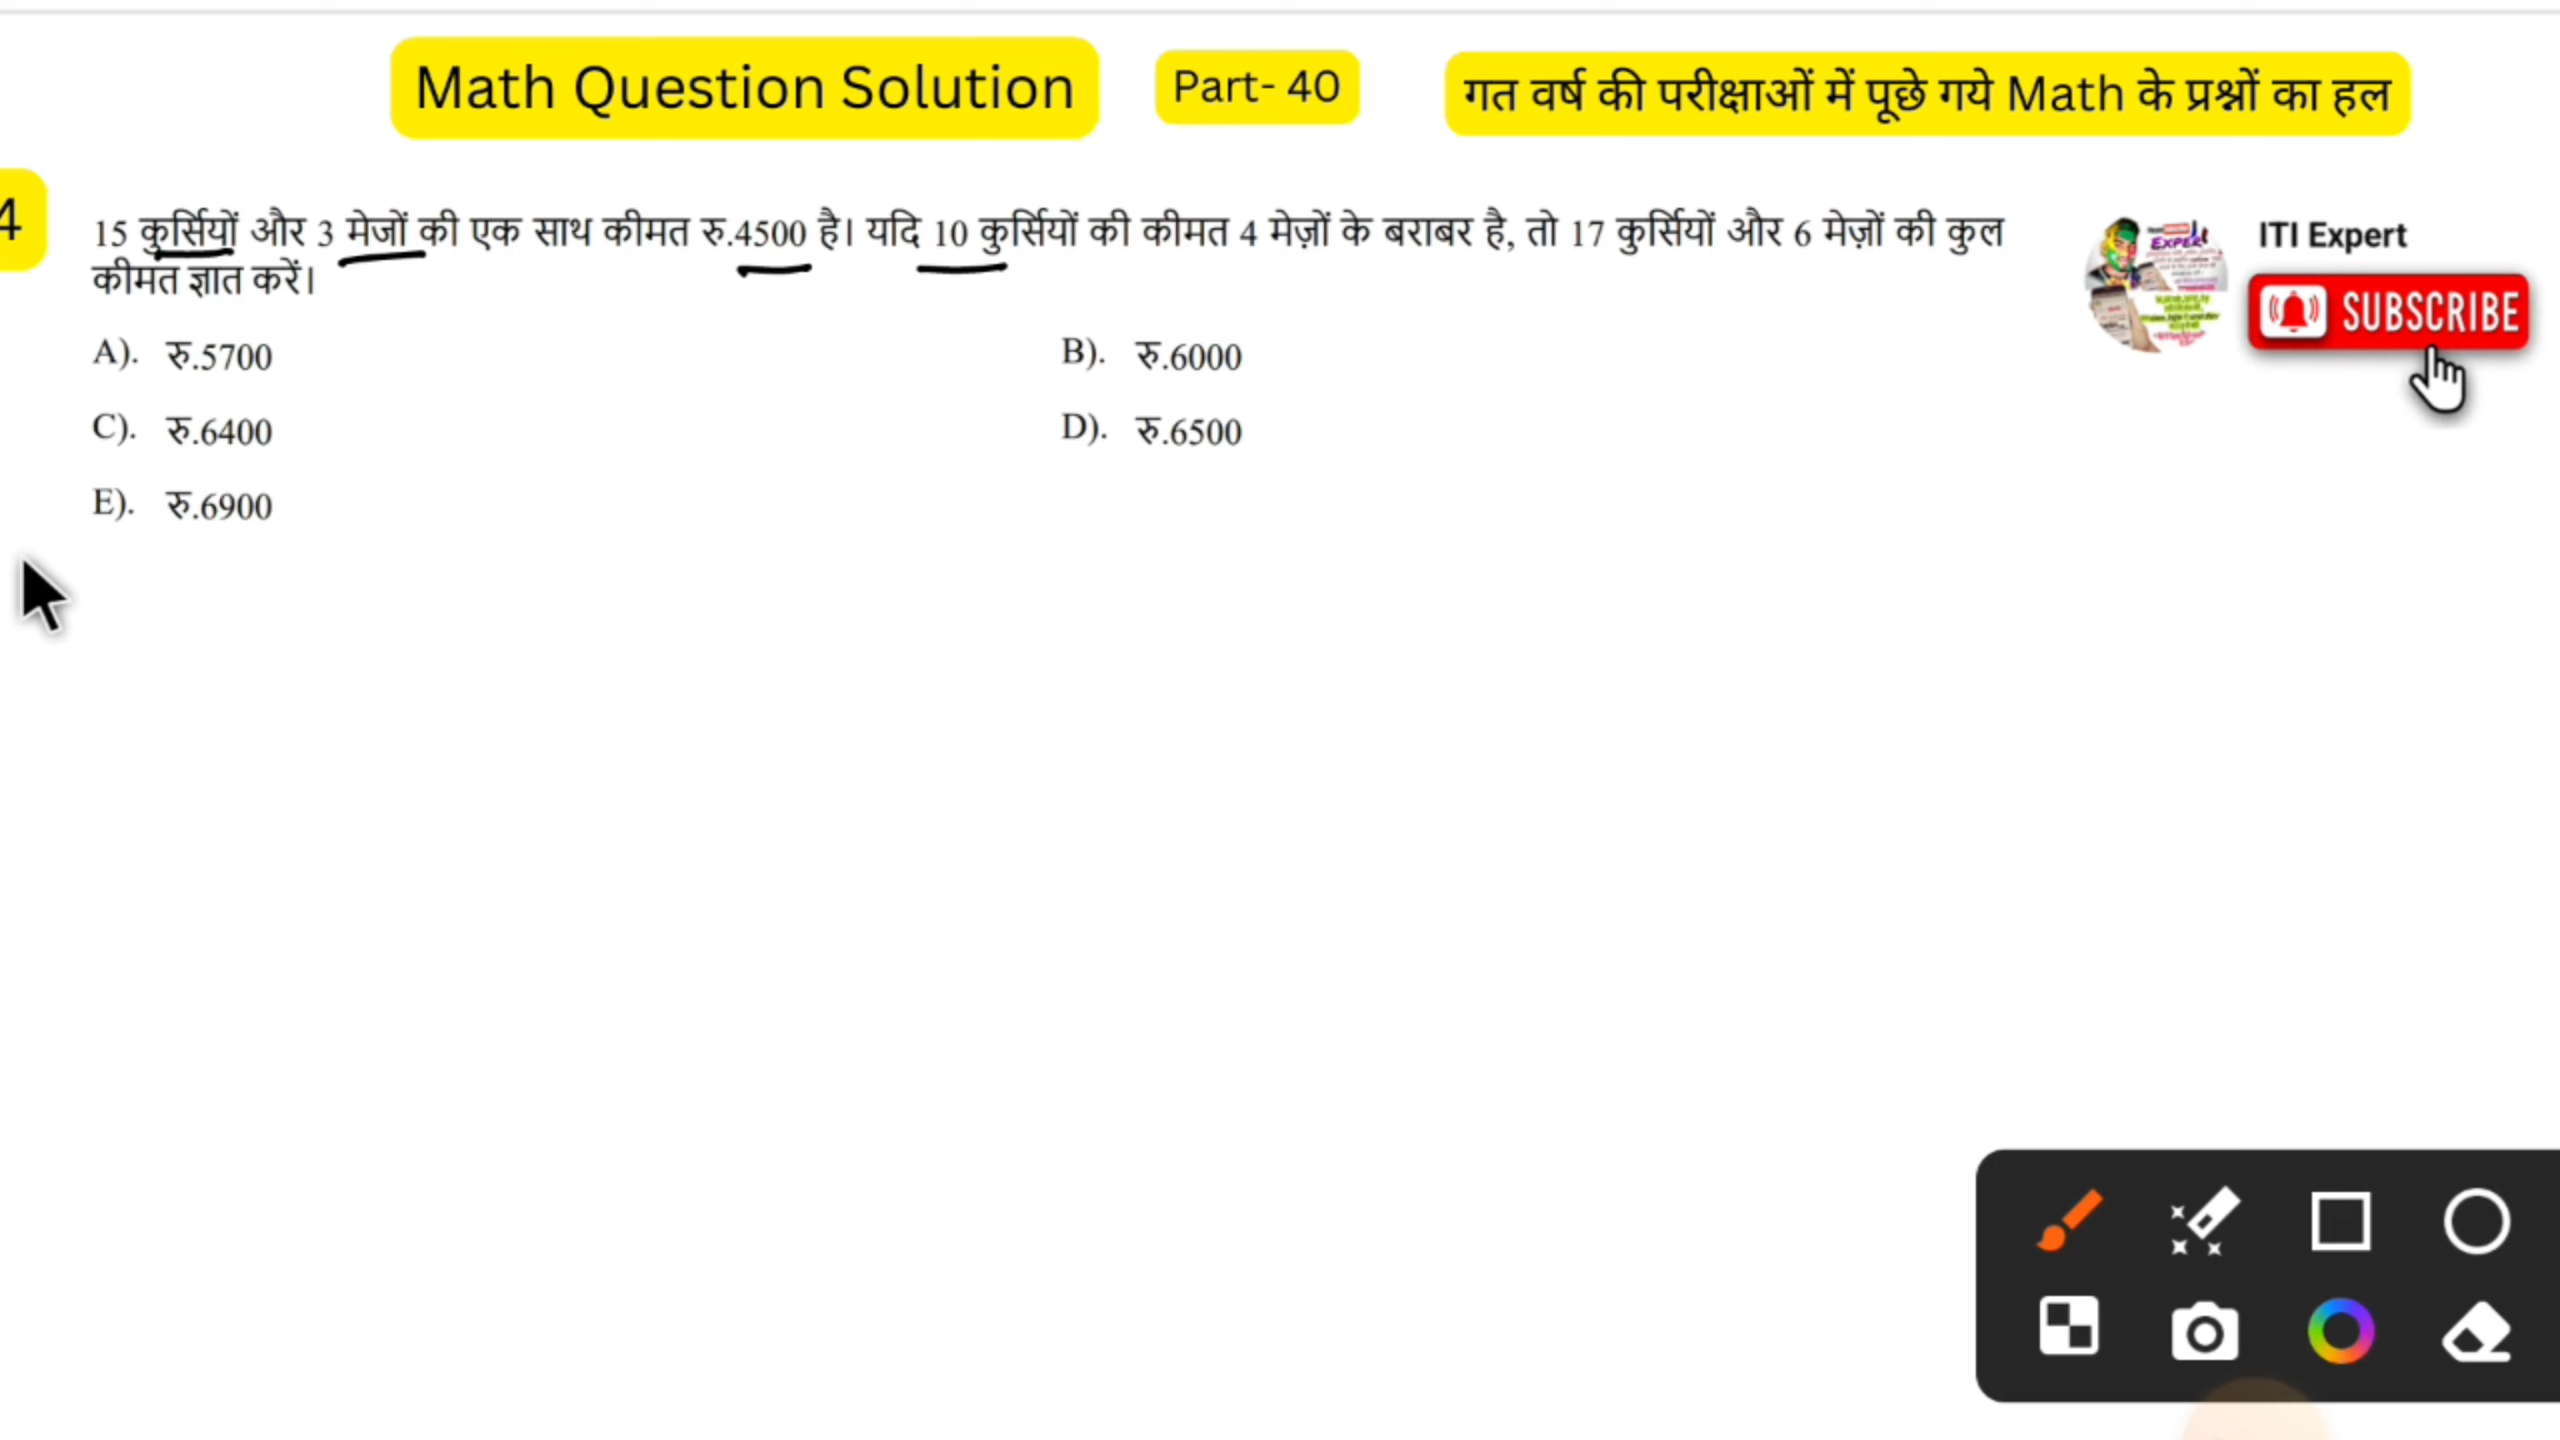 Math Question Solution
Part- 40
गत वर्ष की परीक्षाओं में पूछे गये Math के प्रश्नों का हल
4
15 कुर्सियों और 3 मेजों की एक साथ कीमत रु.4500 है। यदि 10 कुर्सियों की कीमत 4 मेज़ों के बराबर है, तो 17 कुर्सियों और 6 मेज़ों की कुल
कीमत ज्ञात करें।
ITI Expert
SUBSCRIBE
A). रु.5700
B). रु.6000
C). रु.6400
D). रु.6500
E). रु.6900